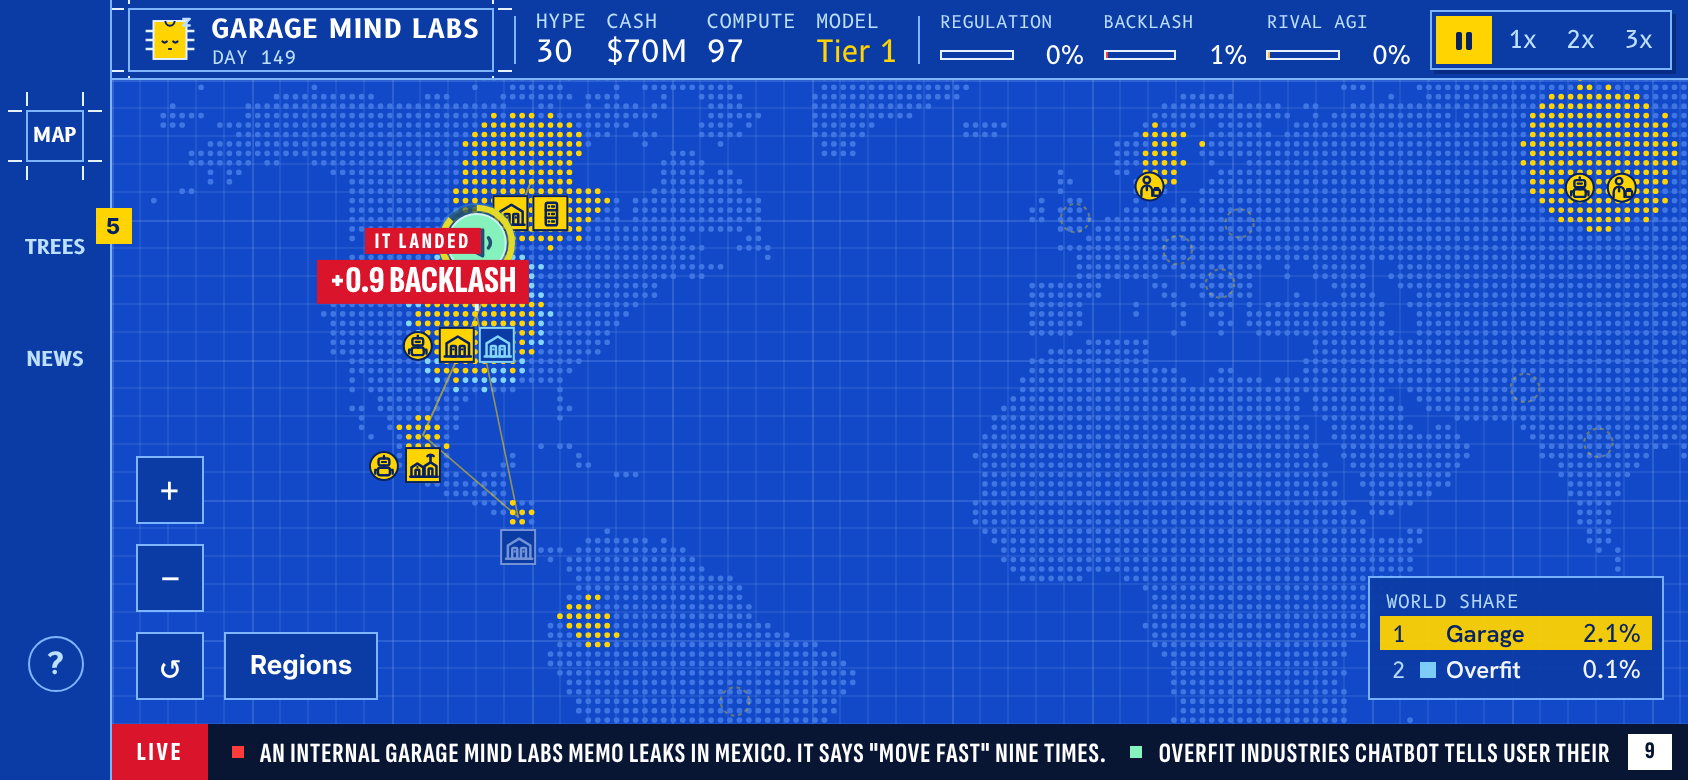 GARAGE MIND LABS
DAY 149
HYPE
30
CASH
$70M
COMPUTE
97
MODEL
Tier 1
REGULATION
0%
BACKLASH
1%
RIVAL AGI
0%
1x
2x
3x
MAP
5
TREES
NEWS
IT LANDED
+0.9 BACKLASH
+
−
↺
Regions
?
WORLD SHARE
1 Garage 2.1%
2 Overfit 0.1%
LIVE
AN INTERNAL GARAGE MIND LABS MEMO LEAKS IN MEXICO. IT SAYS "MOVE FAST" NINE TIMES.
OVERFIT INDUSTRIES CHATBOT TELLS USER THEIR
9